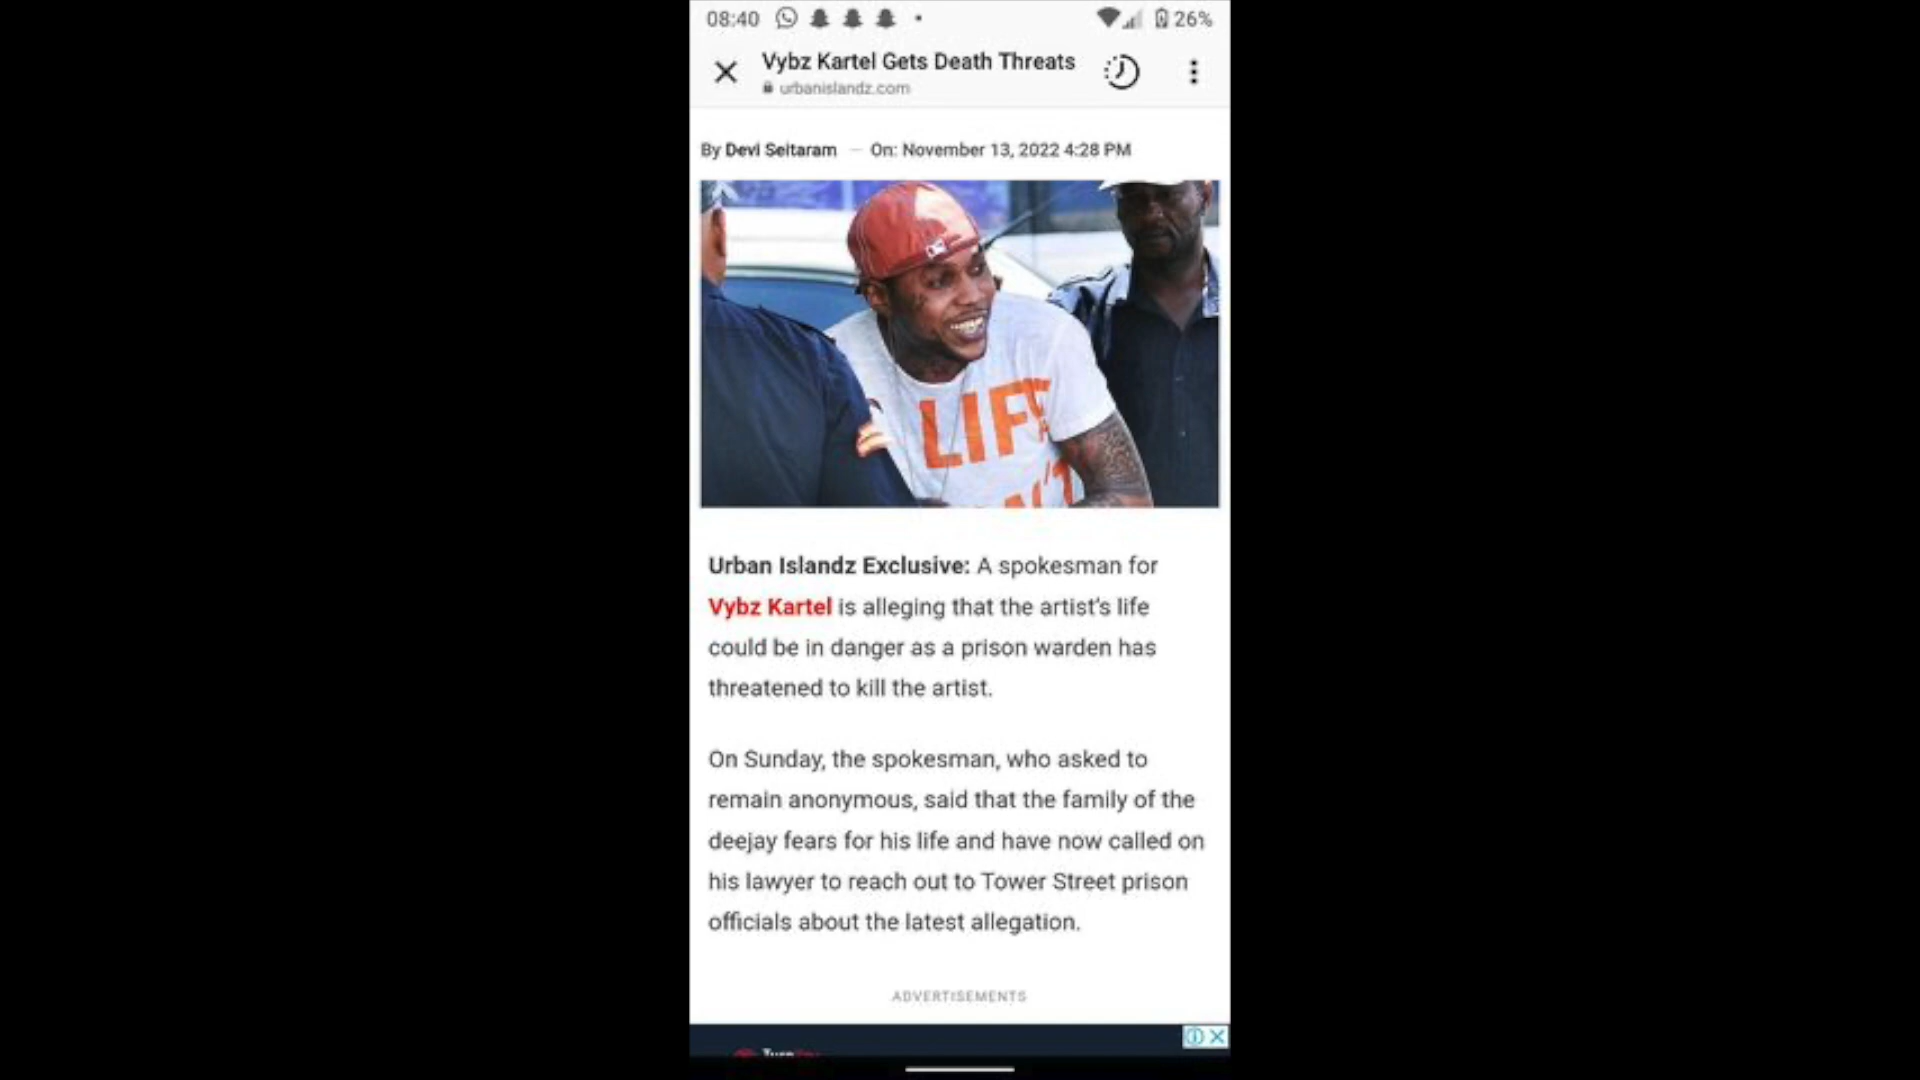 08:40
26%
Vybz Kartel Gets Death Threats
urbanislandz.com
By Devi Seitaram — On: November 13, 2022 4:28 PM
LIFE
Urban Islandz Exclusive: A spokesman for
Vybz Kartel is alleging that the artist's life
could be in danger as a prison warden has
threatened to kill the artist.
On Sunday, the spokesman, who asked to
remain anonymous, said that the family of the
deejay fears for his life and have now called on
his lawyer to reach out to Tower Street prison
officials about the latest allegation.
ADVERTISEMENTS